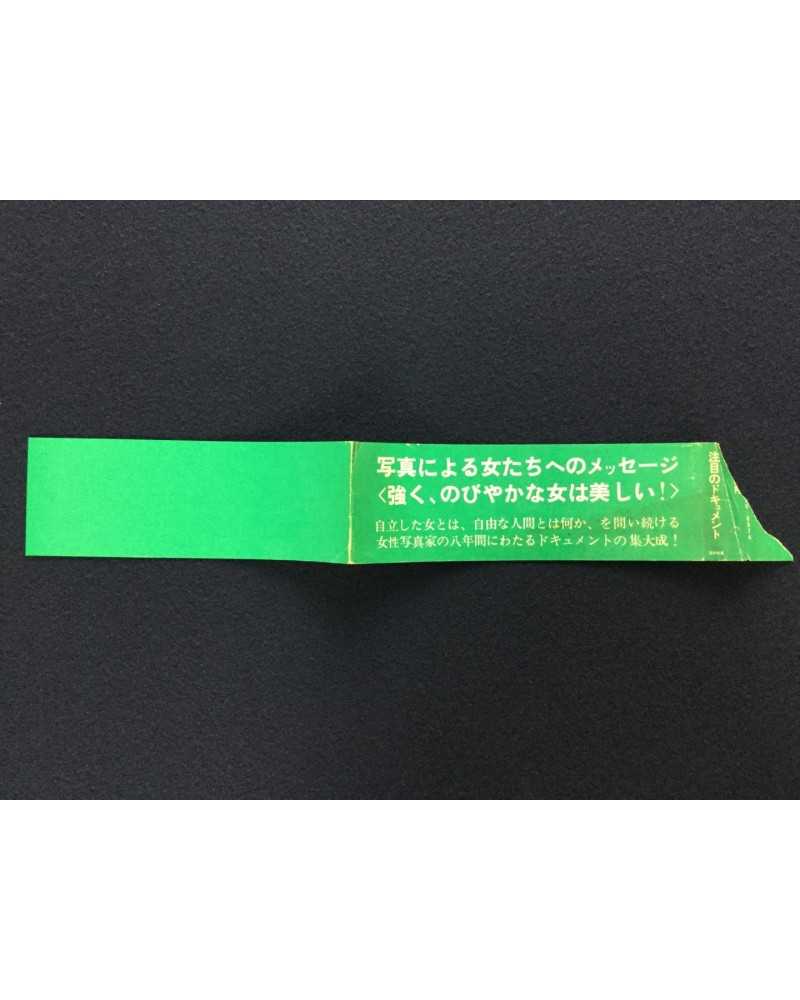 写真による女たちへのメッセージ
〈強く、のびやかな女は美しい！〉
自立した女とは、自由な人間とは何か、を問い続ける
女性写真家の八年間にわたるドキュメントの集大成！
注目のドキュメント